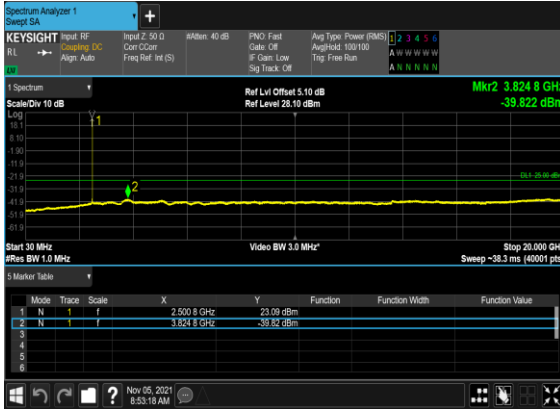 Spectrum Analyzer 1
Swept SA
+
KEYSIGHT Input: RF Input Z: 50 Ω #Atten: 40 dB PNO: Fast Avg Type: Power (RMS) 1 2 3 4 5 6
RL Coupling: DC Corr CCorr Gate: Off Avg|Hold: 100/100 A W W W W W
Align: Auto Freq Ref: Int (S) IF Gain: Low Trig: Free Run
Sig Track: Off A N N N N N
1 Spectrum Ref Lvl Offset 5.10 dB Mkr2 3.824 8 GHz
Scale/Div 10 dB Ref Level 28.10 dBm -39.822 dBm
Log
18.1
8.10
-1.90
-11.9
-21.9
-31.9
-41.9
-51.9
-61.9
1
2
Start 30 MHz Video BW 3.0 MHz* Stop 20.000 GH
#Res BW 1.0 MHz Sweep ~38.3 ms (40001 pts
5 Marker Table
Mode Trace Scale X Y Function Function Width Function Value
1 N 1 f 2.500 8 GHz 23.09 dBm
2 N 1 f 3.824 8 GHz -39.82 dBm
3
4
5
6
? Nov 05, 2021
8:53:18 AM